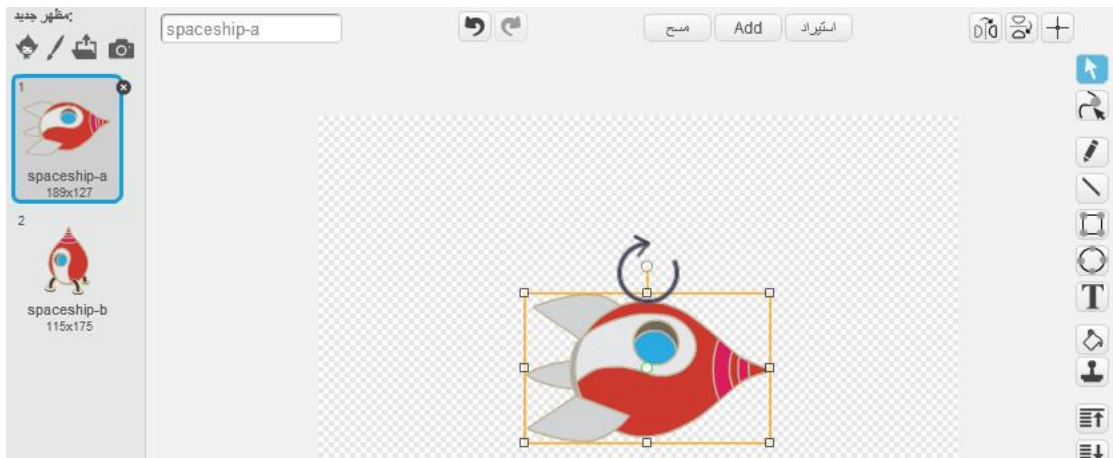 مظهر جديد:
spaceship-a
مسح
Add
استيراد
1
spaceship-a
189x127
2
spaceship-b
115x175
T